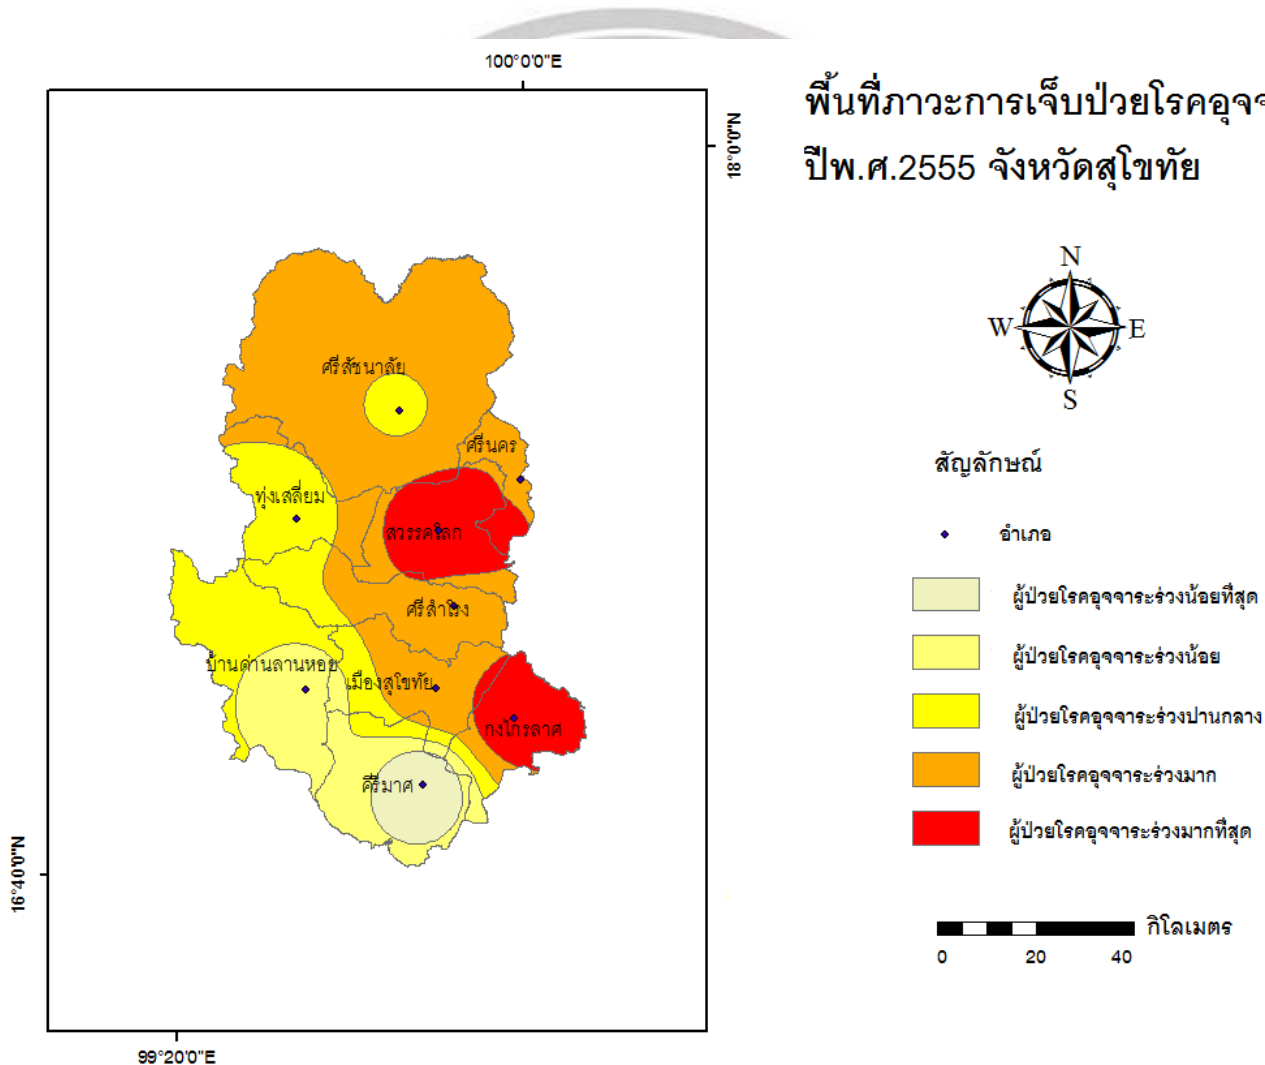 100°0'0"E
18°0'0"N
พื้นที่ภาวะการเจ็บป่วยโรคอุจจ
ปีพ.ศ.2555 จังหวัดสุโขทัย
N
W
E
S
ศรีสัชนาลัย
ศรีนคร
ทุ่งเสลี่ยม
สวรรคโลก
ศรีสำโรง
บ้านด่านลานหอย
เมืองสุโขทัย
กงไกรลาศ
คีรีมาศ
สัญลักษณ์
อำเภอ
ผู้ป่วยโรคอุจจาระร่วงน้อยที่สุด
ผู้ป่วยโรคอุจจาระร่วงน้อย
ผู้ป่วยโรคอุจจาระร่วงปานกลาง
ผู้ป่วยโรคอุจจาระร่วงมาก
ผู้ป่วยโรคอุจจาระร่วงมากที่สุด
กิโลเมตร
0 20 40
16°40'0"N
99°20'0"E